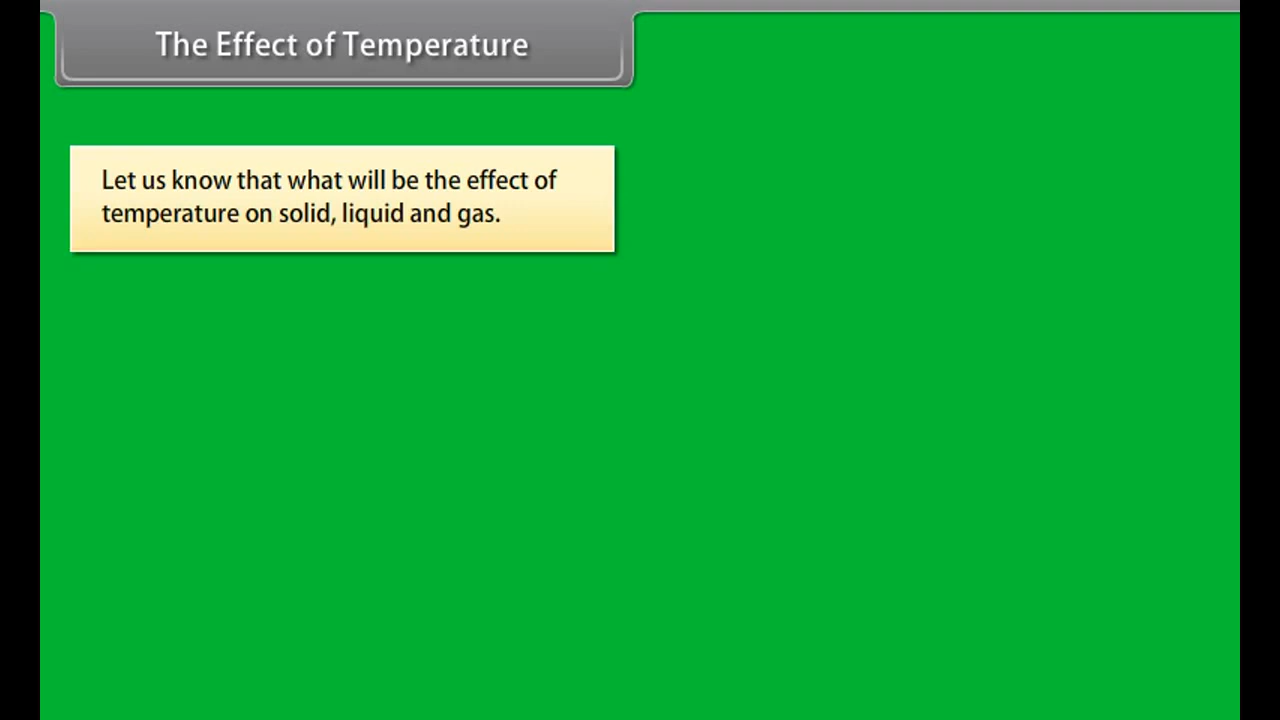 The Effect of Temperature
Let us know that what will be the effect of
temperature on solid, liquid and gas.